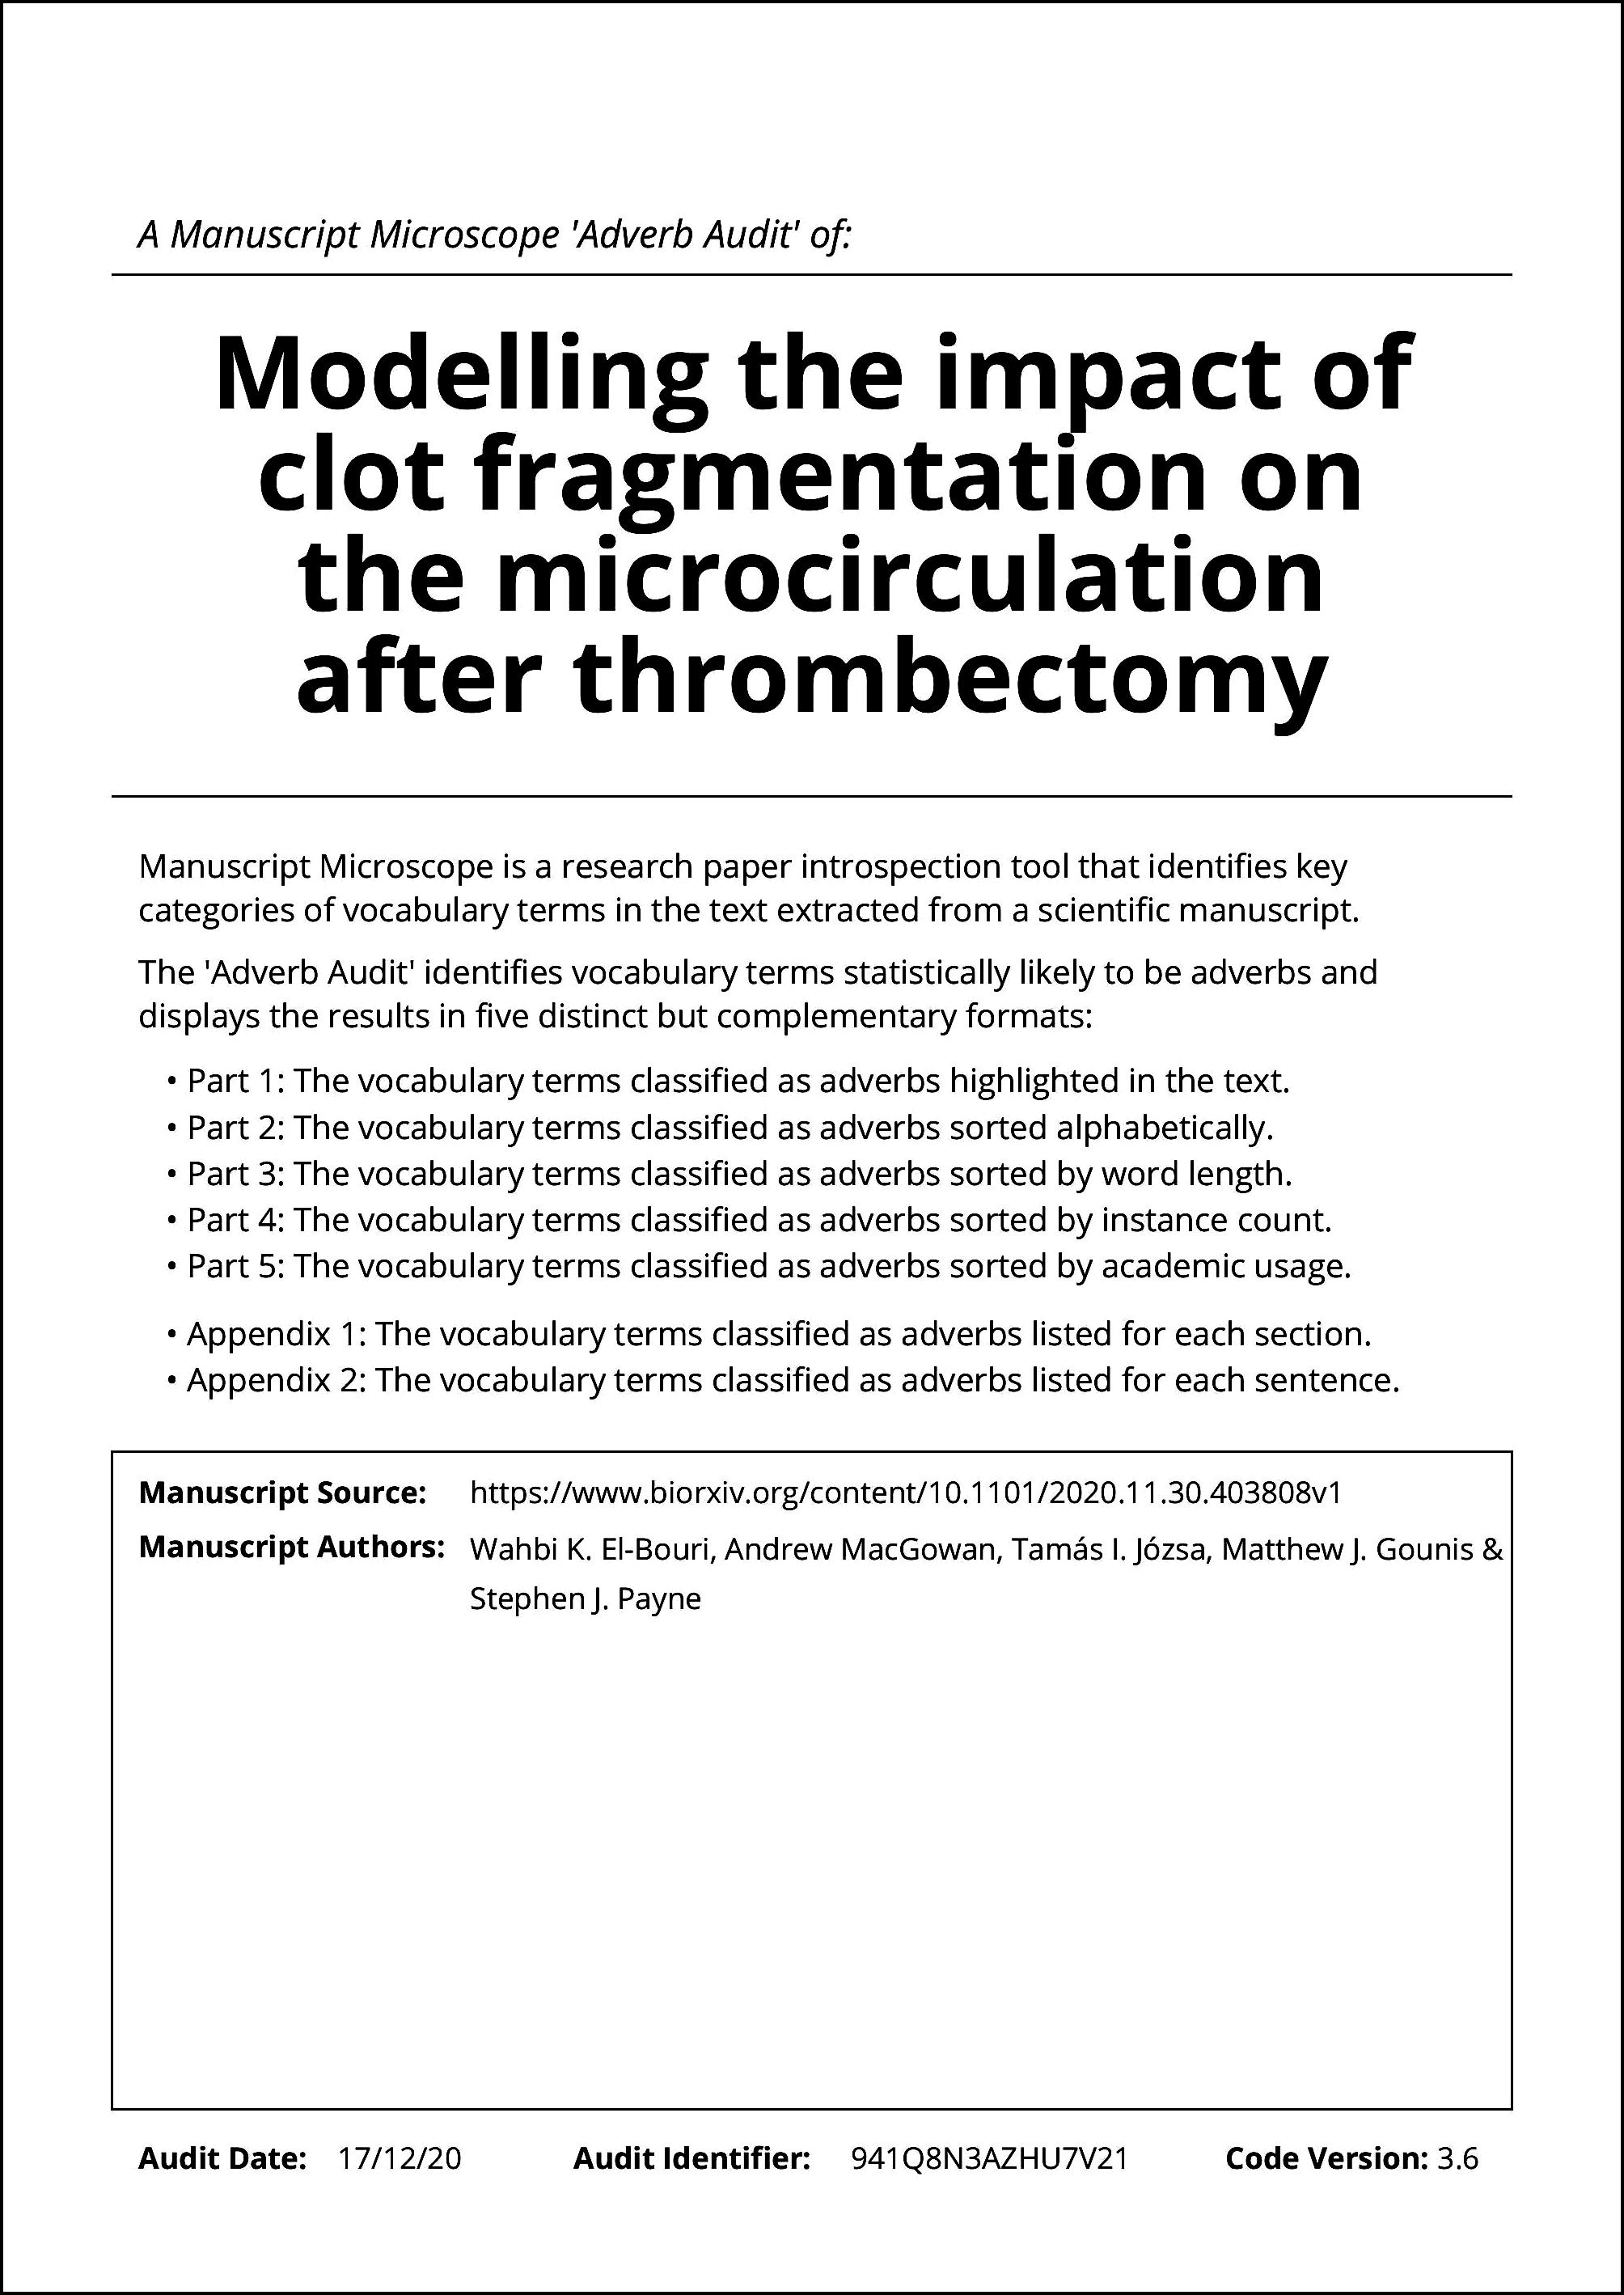 A Manuscript Microscope 'Adverb Audit' of:
Modelling the impact of
clot fragmentation on
the microcirculation
after thrombectomy
Manuscript Microscope is a research paper introspection tool that identifies key
categories of vocabulary terms in the text extracted from a scientific manuscript.
The 'Adverb Audit' identifies vocabulary terms statistically likely to be adverbs and
displays the results in five distinct but complementary formats:
• Part 1: The vocabulary terms classified as adverbs highlighted in the text.
• Part 2: The vocabulary terms classified as adverbs sorted alphabetically.
• Part 3: The vocabulary terms classified as adverbs sorted by word length.
• Part 4: The vocabulary terms classified as adverbs sorted by instance count.
• Part 5: The vocabulary terms classified as adverbs sorted by academic usage.
• Appendix 1: The vocabulary terms classified as adverbs listed for each section.
• Appendix 2: The vocabulary terms classified as adverbs listed for each sentence.
Manuscript Source: https://www.biorxiv.org/content/10.1101/2020.11.30.403808v1
Manuscript Authors: Wahbi K. El-Bouri, Andrew MacGowan, Tamás I. Józsa, Matthew J. Gounis &
Stephen J. Payne
Audit Date: 17/12/20 Audit Identifier: 941Q8N3AZHU7V21 Code Version: 3.6